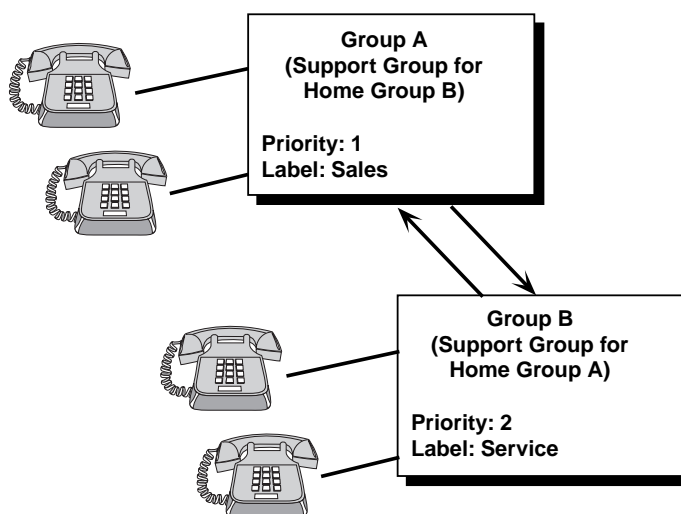 Group A
(Support Group for
Home Group B)
Priority: 1
Label: Sales
Group B
(Support Group for
Home Group A)
Priority: 2
Label: Service